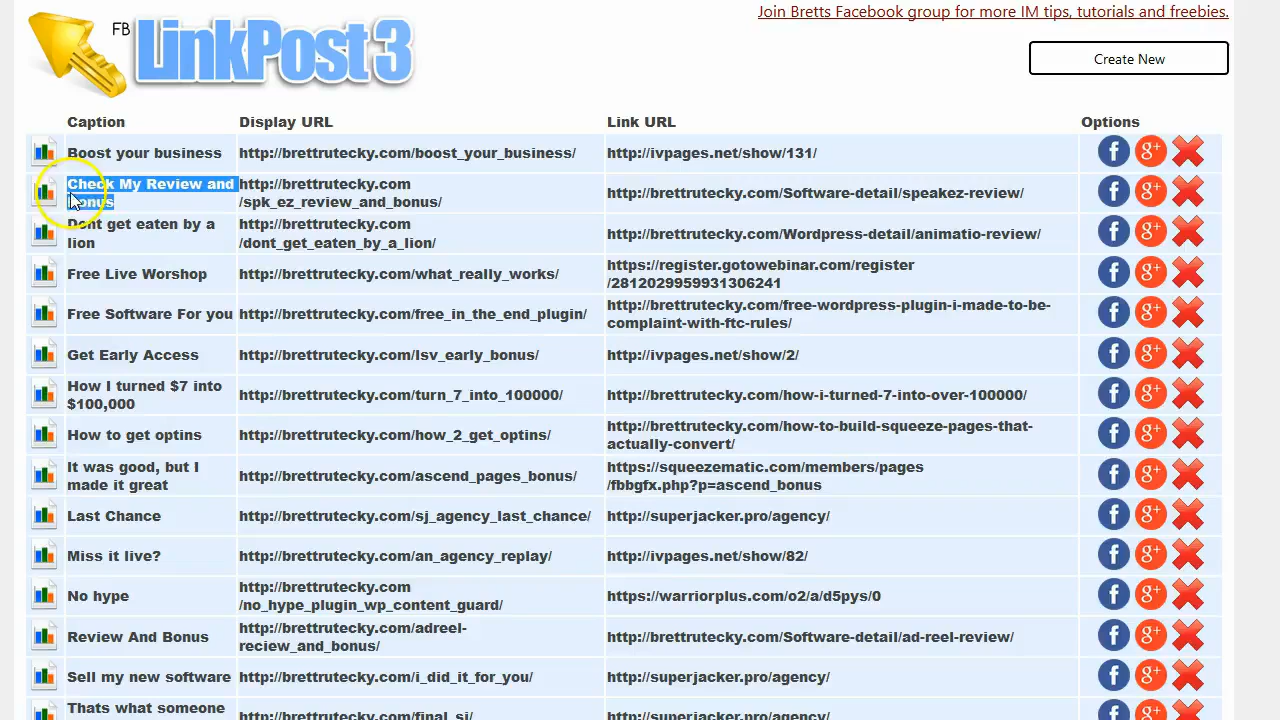 Join Bretts Facebook group for more IM tips, tutorials and freebies.
FB LinkPost 3
Create New
Caption Display URL Link URL Options
Boost your business http://brettrutecky.com/boost_your_business/ http://ivpages.net/show/131/
Check My Review and http://brettrutecky.com
Bonus /spk_ez_review_and_bonus/ http://brettrutecky.com/Software-detail/speakez-review/
Dont get eaten by a http://brettrutecky.com
lion /dont_get_eaten_by_a_lion/ http://brettrutecky.com/Wordpress-detail/animatio-review/
Free Live Worshop http://brettrutecky.com/what_really_works/ https://register.gotowebinar.com/register
/2812029959931306241
Free Software For you http://brettrutecky.com/free_in_the_end_plugin/ http://brettrutecky.com/free-wordpress-plugin-i-made-to-be-
complaint-with-ftc-rules/
Get Early Access http://brettrutecky.com/lsv_early_bonus/ http://ivpages.net/show/2/
How I turned $7 into
$100,000 http://brettrutecky.com/turn_7_into_100000/ http://brettrutecky.com/how-i-turned-7-into-over-100000/
How to get optins http://brettrutecky.com/how_2_get_optins/ http://brettrutecky.com/how-to-build-squeeze-pages-that-
actually-convert/
It was good, but I https://squeezematic.com/members/pages
made it great http://brettrutecky.com/ascend_pages_bonus/ /fbbgfx.php?p=ascend_bonus
Last Chance http://brettrutecky.com/sj_agency_last_chance/ http://superjacker.pro/agency/
Miss it live? http://brettrutecky.com/an_agency_replay/ http://ivpages.net/show/82/
No hype http://brettrutecky.com
/no_hype_plugin_wp_content_guard/ https://warriorplus.com/o2/a/d5pys/0
Review And Bonus http://brettrutecky.com/adreel-
reciew_and_bonus/ http://brettrutecky.com/Software-detail/ad-reel-review/
Sell my new software http://brettrutecky.com/i_did_it_for_you/ http://superjacker.pro/agency/
Thats what someone
http://brettrutecky.com/final_sj/ http://superjacker.pro/agency/